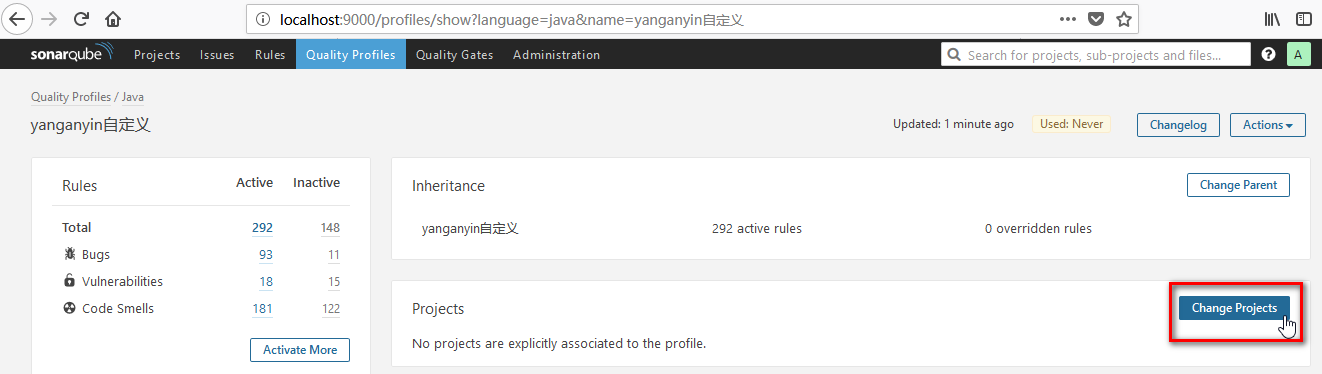 localhost:9000/profiles/show?language=java&name=yanganyin自定义
sonarqube Projects Issues Rules Quality Profiles Quality Gates Administration Search for projects, sub-projects and files... ? A
Quality Profiles / Java
yanganyin自定义 Updated: 1 minute ago Used: Never Changelog Actions
Rules Active Inactive
Total 292 148
Bugs 93 11
Vulnerabilities 18 15
Code Smells 181 122
Activate More
Inheritance Change Parent
yanganyin自定义 292 active rules 0 overridden rules
Projects Change Projects
No projects are explicitly associated to the profile.